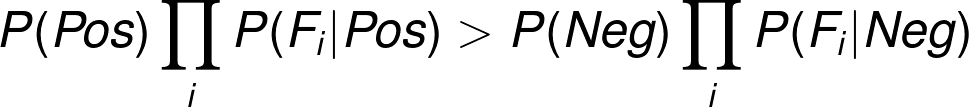 P(Pos) ∏_i P(F_i|Pos) > P(Neg) ∏_i P(F_i|Neg)